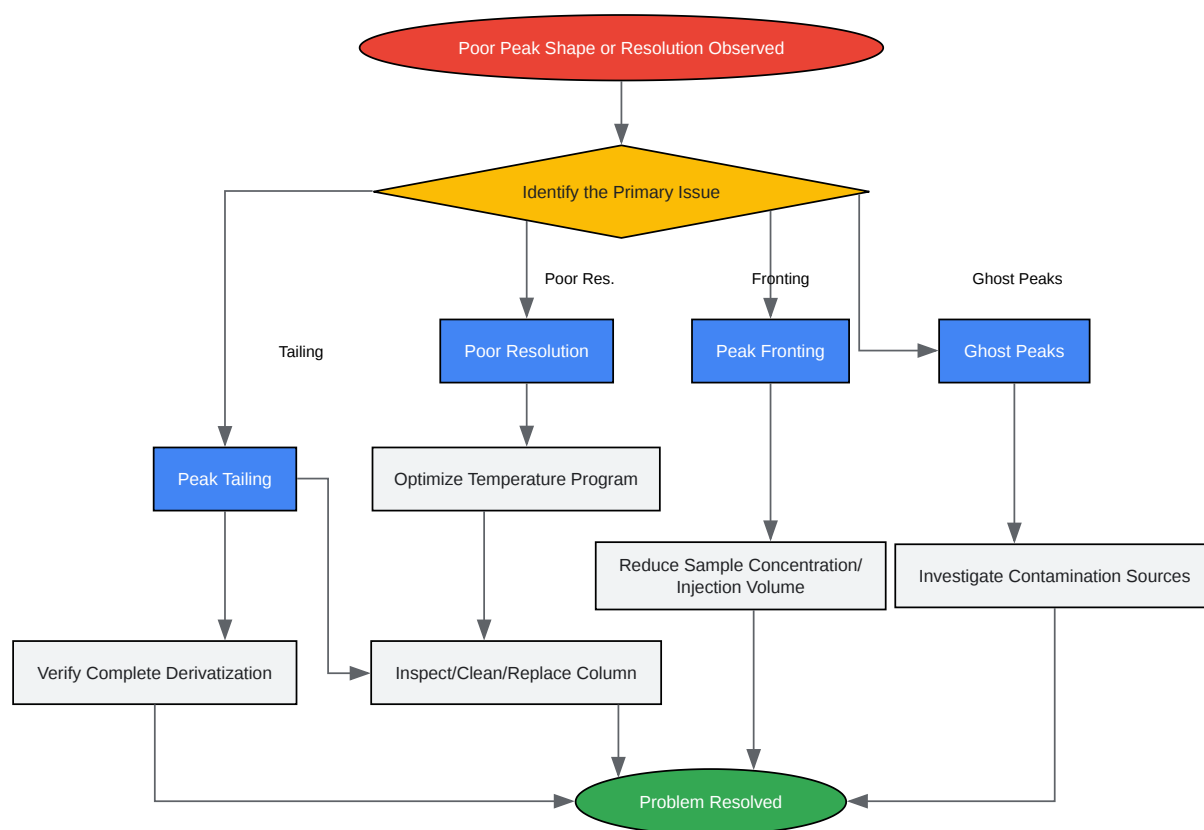 Poor Peak Shape or Resolution Observed
Identify the Primary Issue
Poor Res.
Fronting
Ghost Peaks
Tailing
Poor Resolution
Peak Fronting
Ghost Peaks
Peak Tailing
Optimize Temperature Program
Reduce Sample Concentration/
Injection Volume
Investigate Contamination Sources
Verify Complete Derivatization
Inspect/Clean/Replace Column
Problem Resolved